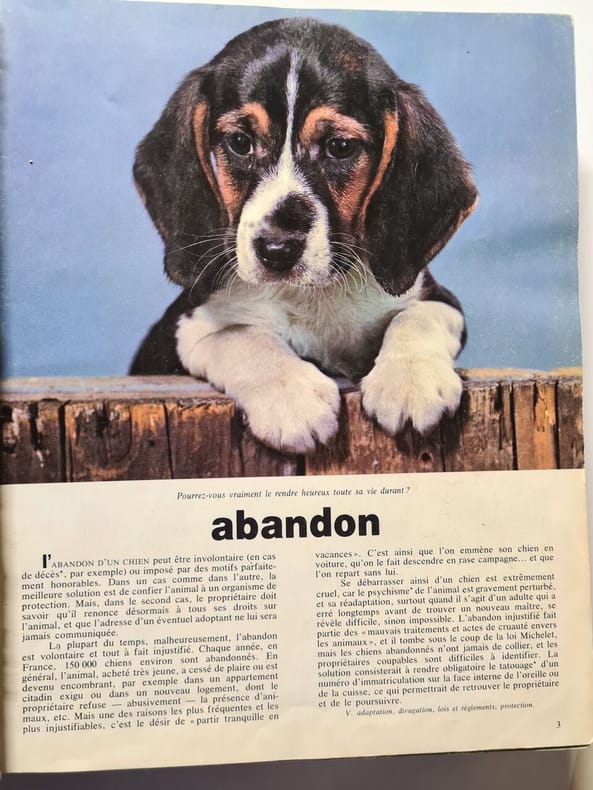 Pourrez-vous vraiment le rendre heureux toute sa vie durant ?
abandon
l'ABANDON D'UN CHIEN peut être involontaire (en cas
de décès*, par exemple) ou imposé par des motifs parfaite-
ment honorables. Dans un cas comme dans l'autre, la
meilleure solution est de confier l'animal à un organisme de
protection. Mais, dans le second cas, le propriétaire doit
savoir qu'il renonce désormais à tous ses droits sur
l'animal, et que l'adresse d'un éventuel adoptant ne lui sera
jamais communiquée.
La plupart du temps, malheureusement, l'abandon
est volontaire et tout à fait injustifié. Chaque année, en
France, 150 000 chiens environ sont abandonnés. En
général, l'animal, acheté très jeune, a cessé de plaire ou est
devenu encombrant, par exemple dans un appartement
citadin exigu ou dans un nouveau logement, dont le
propriétaire refuse — abusivement — la présence d'ani-
maux, etc. Mais une des raisons les plus fréquentes et les
plus injustifiables, c'est le désir de « partir tranquille en
vacances ». C'est ainsi que l'on emmène son chien en
voiture, qu'on le fait descendre en rase campagne... et que
l'on repart sans lui.
Se débarrasser ainsi d'un chien est extrêmement
cruel, car le psychisme* de l'animal est gravement perturbé,
et sa réadaptation, surtout quand il s'agit d'un adulte qui a
erré longtemps avant de trouver un nouveau maître, se
révèle difficile, sinon impossible. L'abandon injustifié fait
partie des « mauvais traitements et actes de cruauté envers
les animaux », et il tombe sous le coup de la loi Michelet,
mais les chiens abandonnés n'ont jamais de collier, et les
propriétaires coupables sont difficiles à identifier. La
solution consisterait à rendre obligatoire le tatouage* d'un
numéro d'immatriculation sur la face interne de l'oreille ou
de la cuisse, ce qui permettrait de retrouver le propriétaire
et de le poursuivre.
V. adaptation, divagation, lois et règlements, protection.
3